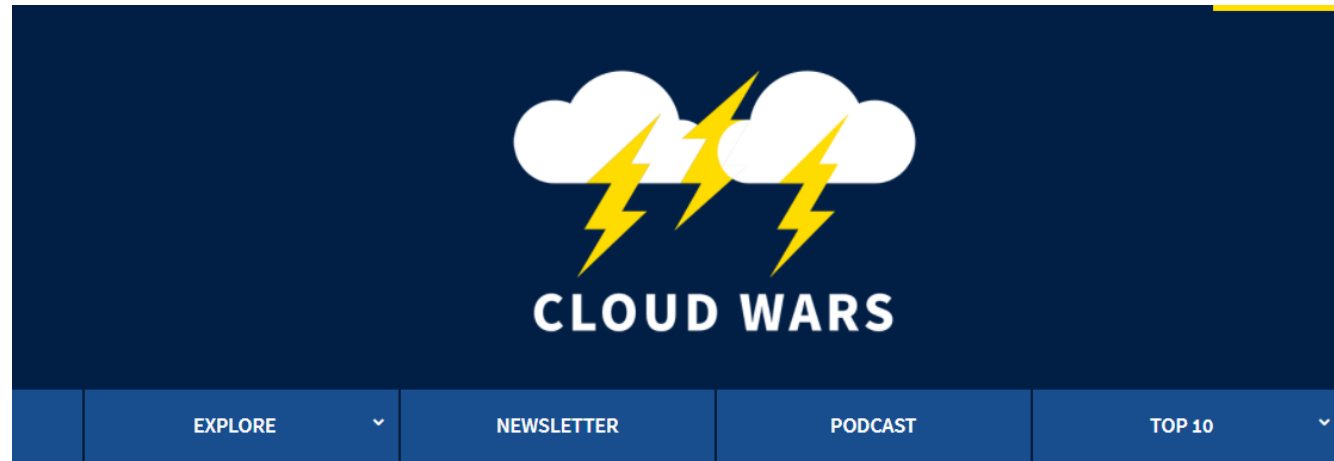 CLOUD WARS
EXPLORE NEWSLETTER PODCAST TOP 10